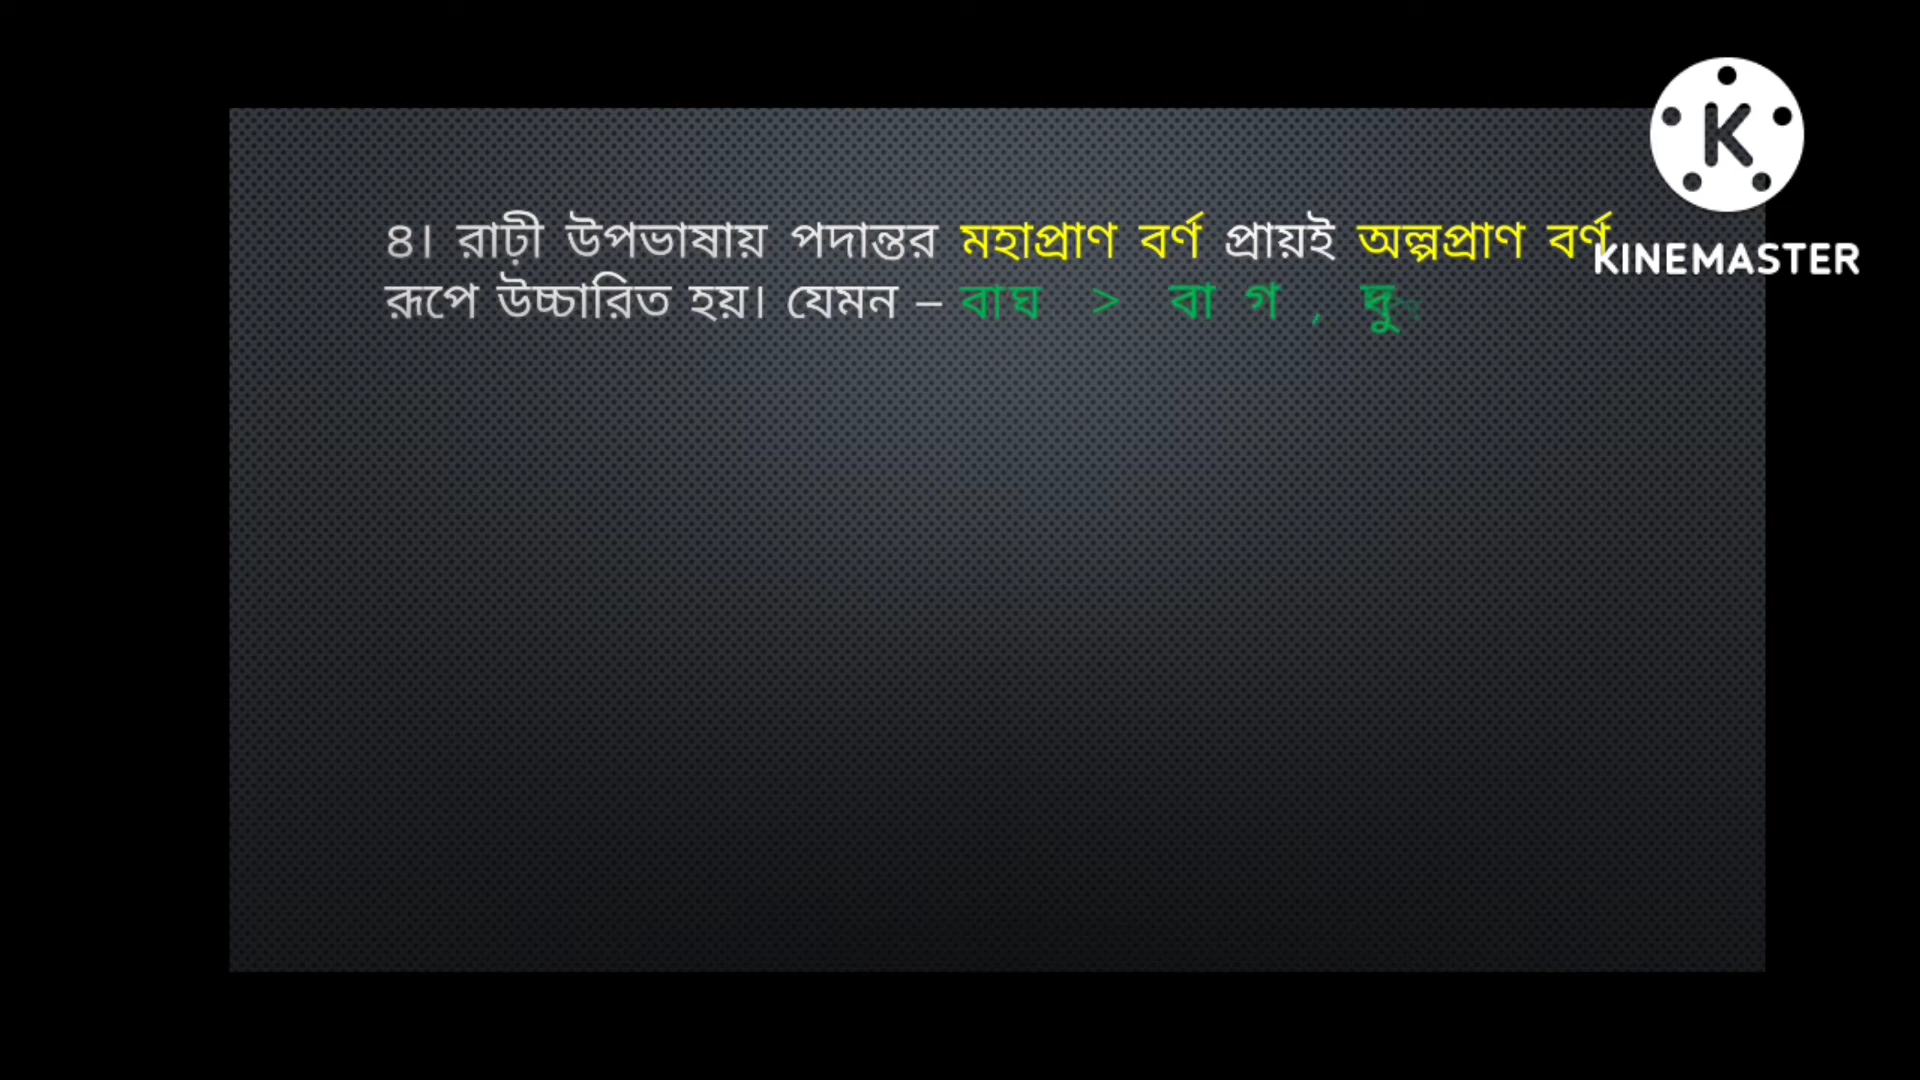 ৪। রাঢ়ী উপভাষায় পদান্তর মহাপ্রাণ বর্ণ প্রায়ই অল্পপ্রাণ বর্ণ
রূপে উচ্চারিত হয়। যেমন – বাঘ > বা গ , দু
K
KINEMASTER